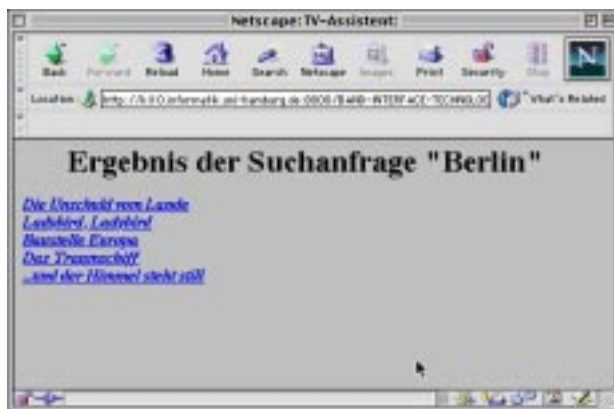 Netscape: TV-Assistent:
Back Forward Reload Home Search Netscape Images Print Security Stop
N
Location: "What's Related
Ergebnis der Suchanfrage "Berlin"
Die Unschuld vom Lande
Ladybird, Ladybird
Baustelle Europa
Das Traumschiff
...und der Himmel steht still